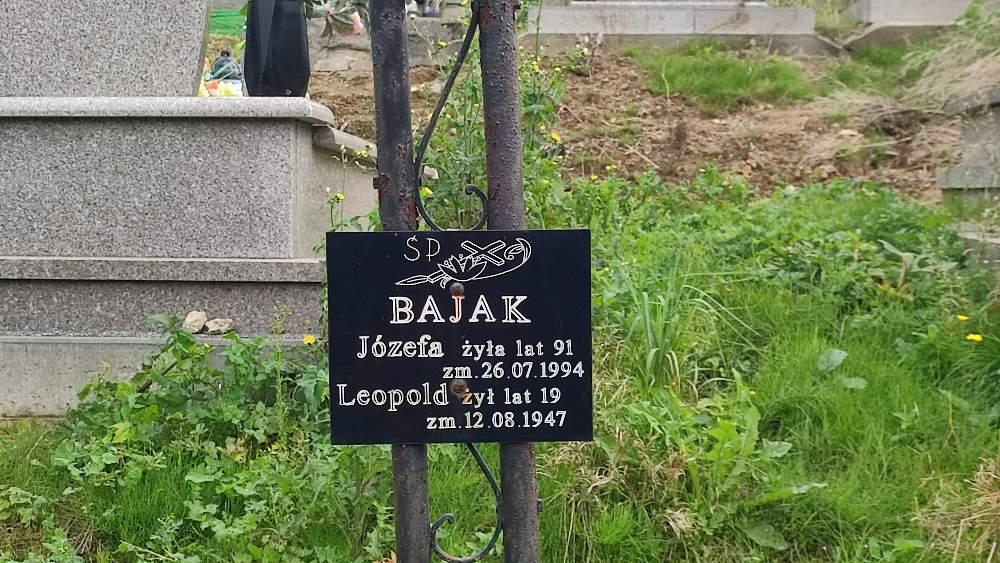 ŚP
BAJAK
Józefa żyła lat 91
zm. 26.07.1994
Leopold żył lat 19
zm. 12.08.1947